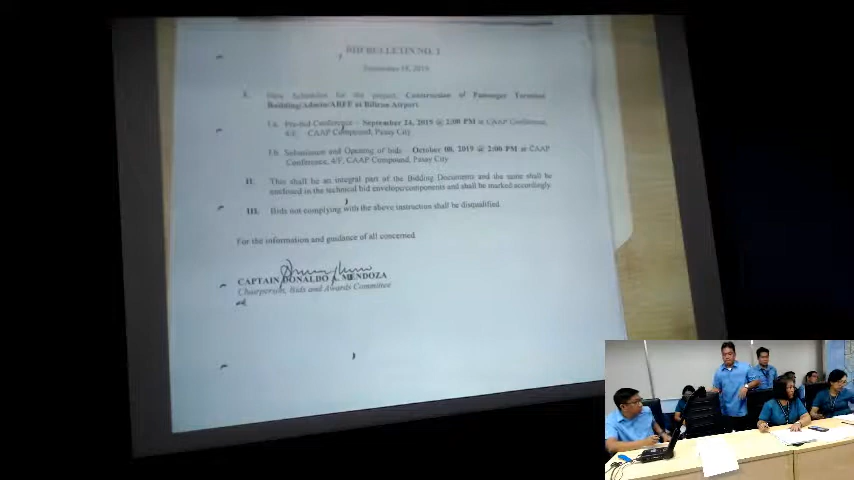 BID BULLETIN NO. 1
September 18, 2019
I. New Schedules for the project, Construction of Passenger Terminal
Building/Admin/ARFF at Biliran Airport.
I.a. Pre-bid Conference - September 24, 2019 @ 2:00 PM at CAAP Conference,
4/F, CAAP Compound, Pasay City
I.b. Submission and Opening of bids - October 08, 2019 @ 2:00 PM at CAAP
Conference, 4/F, CAAP Compound, Pasay City
II. This shall be an integral part of the Bidding Documents and the same shall be
enclosed in the technical bid envelope/components and shall be marked accordingly.
III. Bids not complying with the above instruction shall be disqualified.
For the information and guidance of all concerned.
CAPTAIN DONALDO A. MENDOZA
Chairperson, Bids and Awards Committee